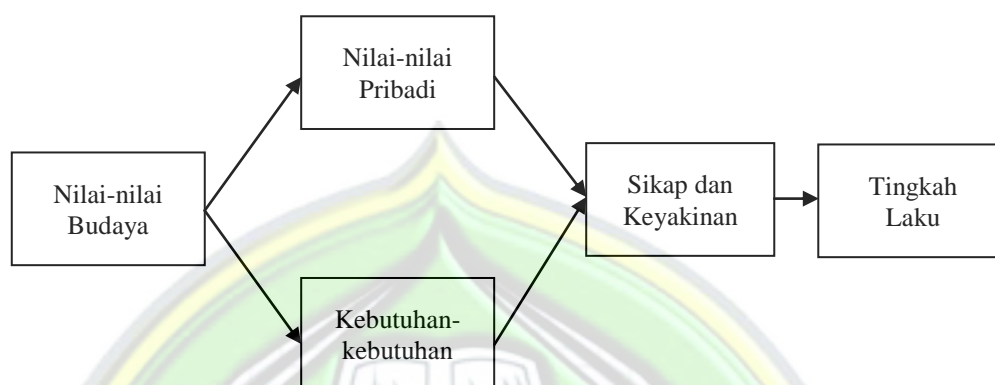 Nilai-nilai
Pribadi
Nilai-nilai
Budaya
Sikap dan
Keyakinan
Tingkah
Laku
Kebutuhan-
kebutuhan